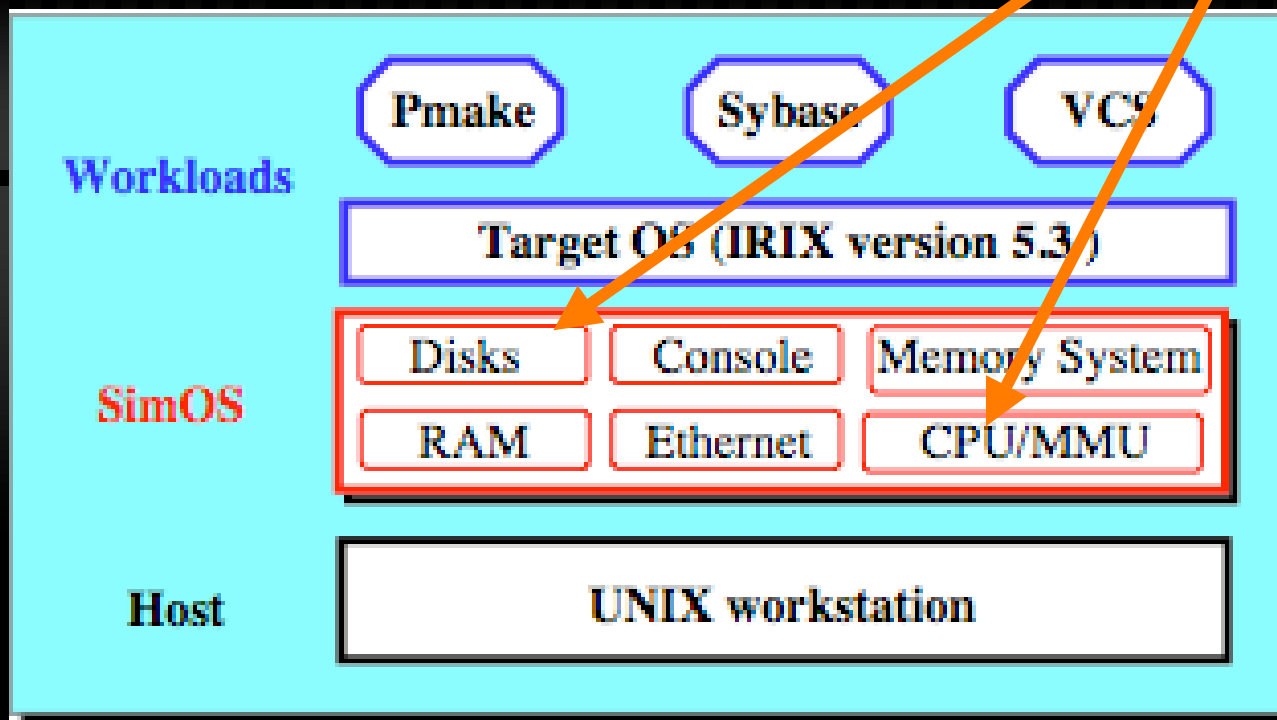 Pmake Sybase VCS
Workloads
Target OS (IRIX version 5.3)
Disks Console Memory System
SimOS
RAM Ethernet CPU/MMU
Host UNIX workstation